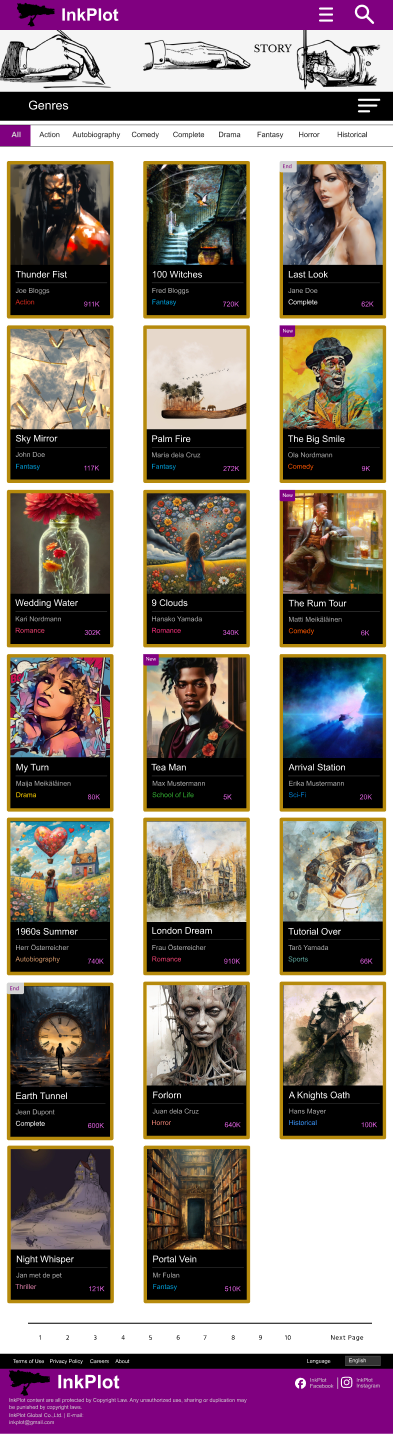 InkPlot
STORY
Genres
All Action Autobiography Comedy Complete Drama Fantasy Horror Historical
Thunder Fist
Joe Bloggs
Action 911K
100 Witches
Fred Bloggs
Fantasy 720K
End
Last Look
Jane Doe
Complete 62K
Sky Mirror
John Doe
Fantasy 117K
Palm Fire
Maria dela Cruz
Fantasy 272K
New
The Big Smile
Ola Nordmann
Comedy 9K
Wedding Water
Kari Nordmann
Romance 302K
9 Clouds
Hanako Yamada
Romance 340K
New
The Rum Tour
Matti Meikäläinen
Comedy 6K
My Turn
Maija Meikäläinen
Drama 80K
New
Tea Man
Max Mustermann
School of Life 5K
Arrival Station
Erika Mustermann
Sci-Fi 20K
1960s Summer
Herr Österreicher
Autobiography 740K
London Dream
Frau Österreicher
Romance 910K
Tutorial Over
Tarō Yamada
Sports 66K
End
Earth Tunnel
Jean Dupont
Complete 600K
Forlorn
Juan dela Cruz
Horror 640K
A Knights Oath
Hans Mayer
Historical 100K
Night Whisper
Jan met de pet
Thriller 121K
Portal Vein
Mr Fulan
Fantasy 510K
1 2 3 4 5 6 7 8 9 10 Next Page
Terms of Use Privacy Policy Careers About Language English
InkPlot
InkPlot
Facebook
InkPlot
Instagram
InkPlot content are all protected by Copyright Law. Any unauthorized use, sharing or duplication may
be punished by copyright laws.
InkPlot Global Co.,Ltd. | E-mail:
inkplot@gmail.com